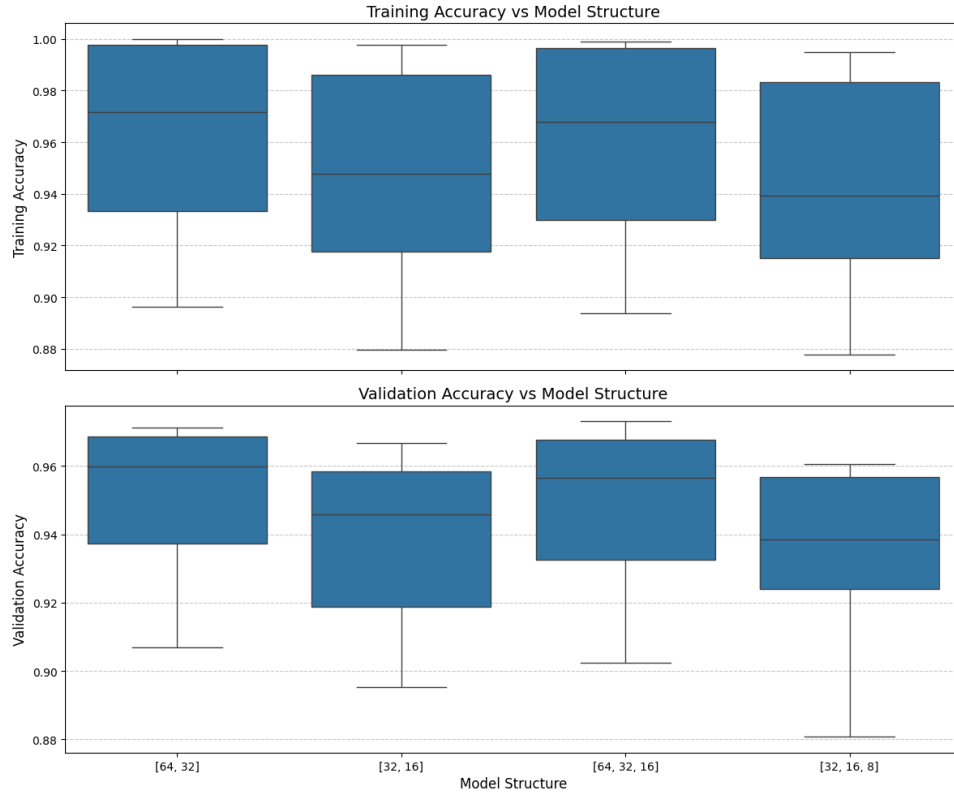 Training Accuracy vs Model Structure
1.00
0.98
0.96
0.94
0.92
0.90
0.88
Training Accuracy
Validation Accuracy vs Model Structure
0.96
0.94
0.92
0.90
0.88
Validation Accuracy
[64, 32] [32, 16] [64, 32, 16] [32, 16, 8]
Model Structure